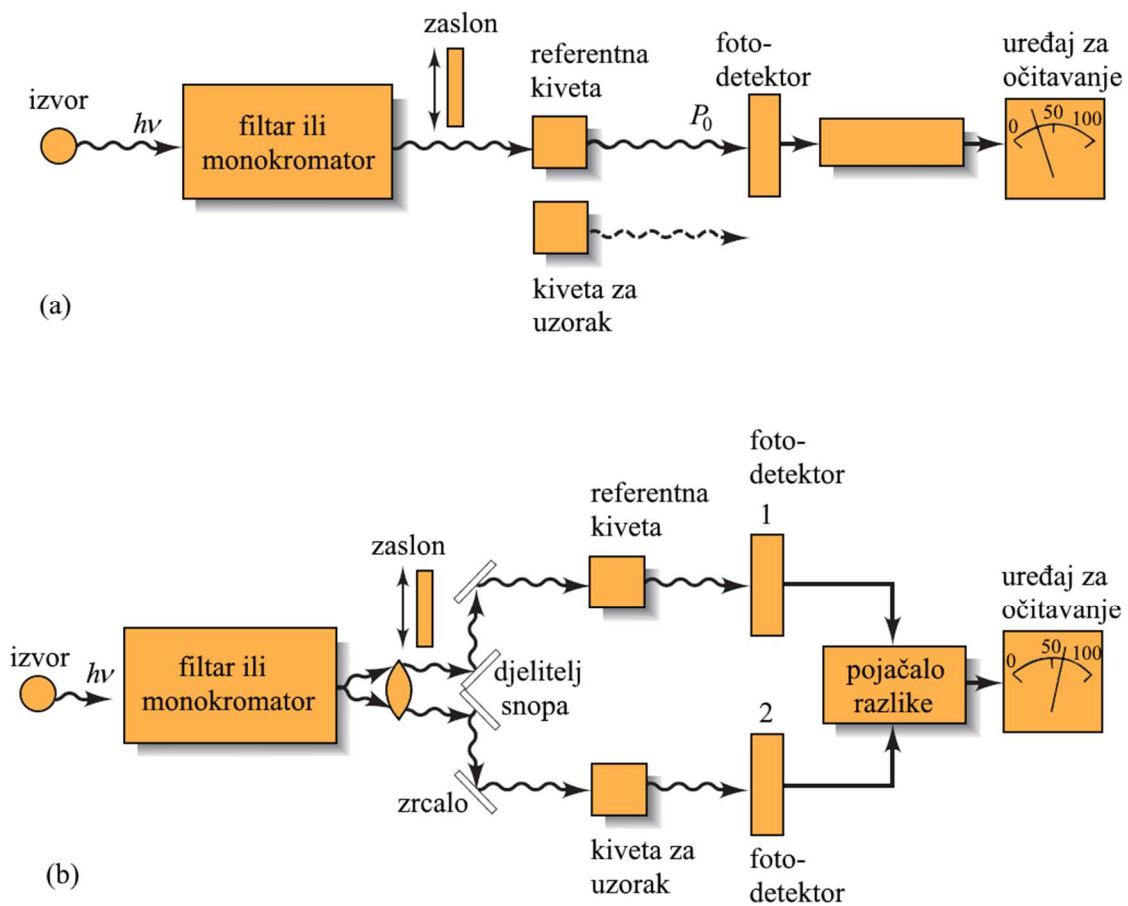 zaslon
referentna
kiveta
foto-
detektor
uređaj za
očitavanje
izvor
hν
filtar ili
monokromator
P₀
0 50 100
kiveta za
uzorak
(a)
foto-
detektor
1
referentna
kiveta
zaslon
uređaj za
očitavanje
izvor
hν
filtar ili
monokromator
djelitelj
snopa
pojačalo
razlike
0 50 100
2
zrcalo
kiveta za
uzorak
foto-
detektor
(b)